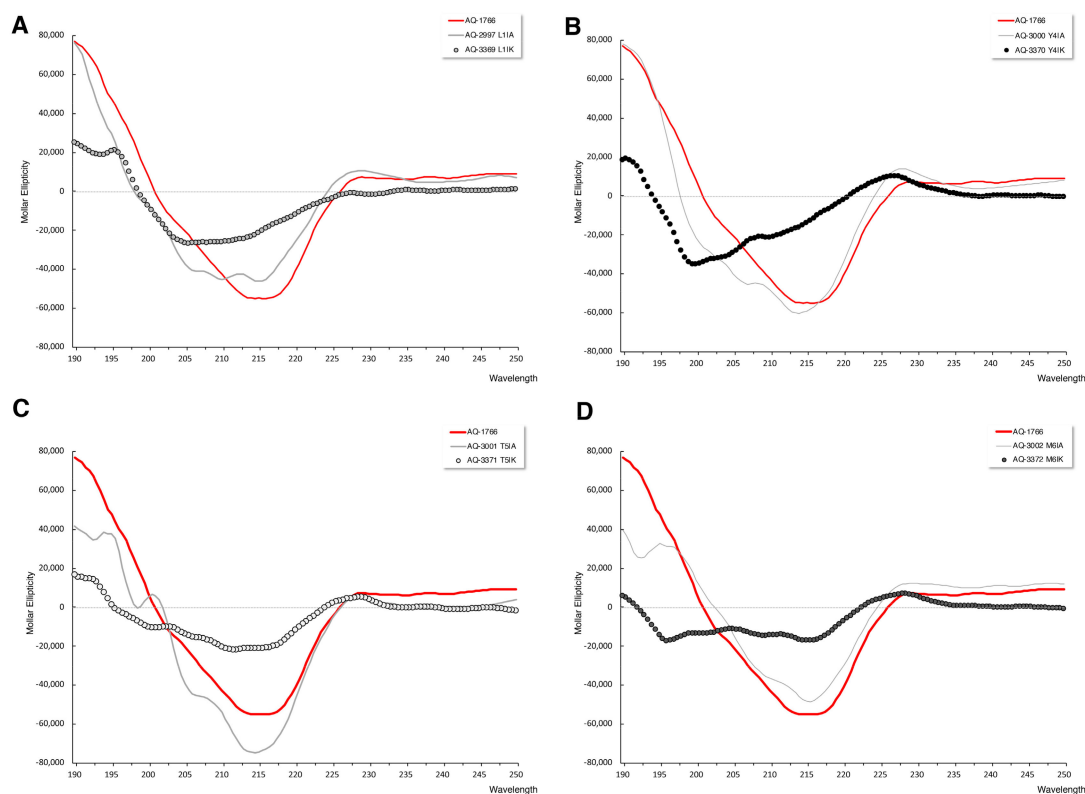 A
AQ-1766
AQ-2997 L1IA
AQ-3369 L1IK
80,000
60,000
40,000
20,000
0
-20,000
-40,000
-60,000
-80,000
Mollar Ellipticity
190 195 200 205 210 215 220 225 230 235 240 245 250
Wavelength
B
AQ-1766
AQ-3000 Y4IA
AQ-3370 Y4IK
80,000
60,000
40,000
20,000
0
-20,000
-40,000
-60,000
-80,000
Mollar Ellipticity
190 195 200 205 210 215 220 225 230 235 240 245 250
Wavelength
C
AQ-1766
AQ-3001 T5IA
AQ-3371 T5IK
80,000
60,000
40,000
20,000
0
-20,000
-40,000
-60,000
-80,000
Mollar Ellipticity
190 195 200 205 210 215 220 225 230 235 240 245 250
Wavelength
D
AQ-1766
AQ-3002 M6IA
AQ-3372 M6IK
80,000
60,000
40,000
20,000
0
-20,000
-40,000
-60,000
-80,000
Mollar Ellipticity
190 195 200 205 210 215 220 225 230 235 240 245 250
Wavelength